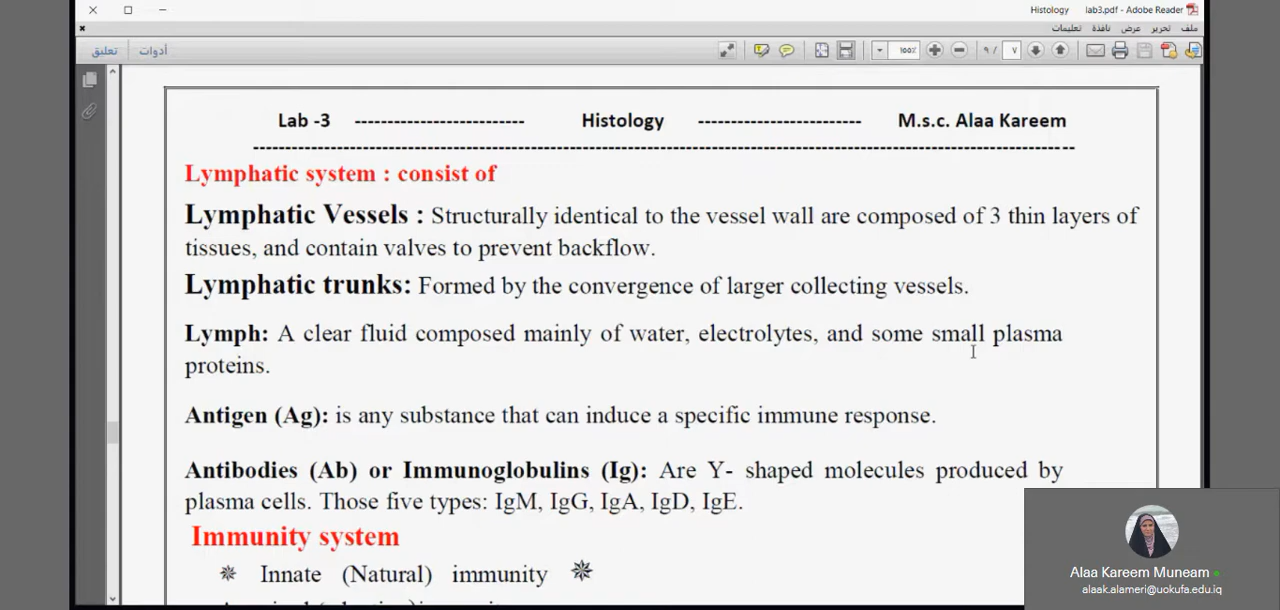 Histology lab3.pdf - Adobe Reader
ملف تحرير عرض نافذة تعليمات
٧ / ٩ 100%
أدوات تعليق
Lab -3 ------------------------- Histology ------------------------- M.s.c. Alaa Kareem
Lymphatic system : consist of
Lymphatic Vessels : Structurally identical to the vessel wall are composed of 3 thin layers of
tissues, and contain valves to prevent backflow.
Lymphatic trunks: Formed by the convergence of larger collecting vessels.
Lymph: A clear fluid composed mainly of water, electrolytes, and some small plasma
proteins.
Antigen (Ag): is any substance that can induce a specific immune response.
Antibodies (Ab) or Immunoglobulins (Ig): Are Y- shaped molecules produced by
plasma cells. Those five types: IgM, IgG, IgA, IgD, IgE.
Immunity system
Innate (Natural) immunity
Alaa Kareem Muneam
alaak.alameri@uokufa.edu.iq